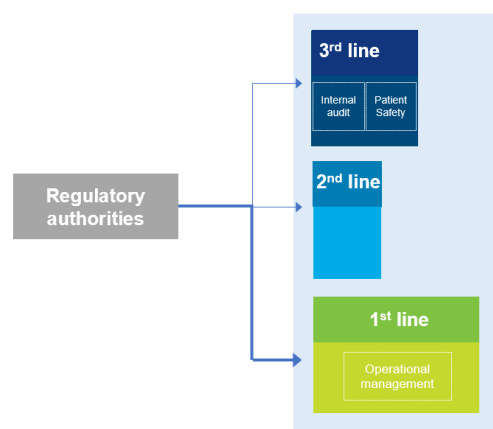 3rd line
Internal
audit
Patient
Safety
Regulatory
authorities
2nd line
1st line
Operational
management